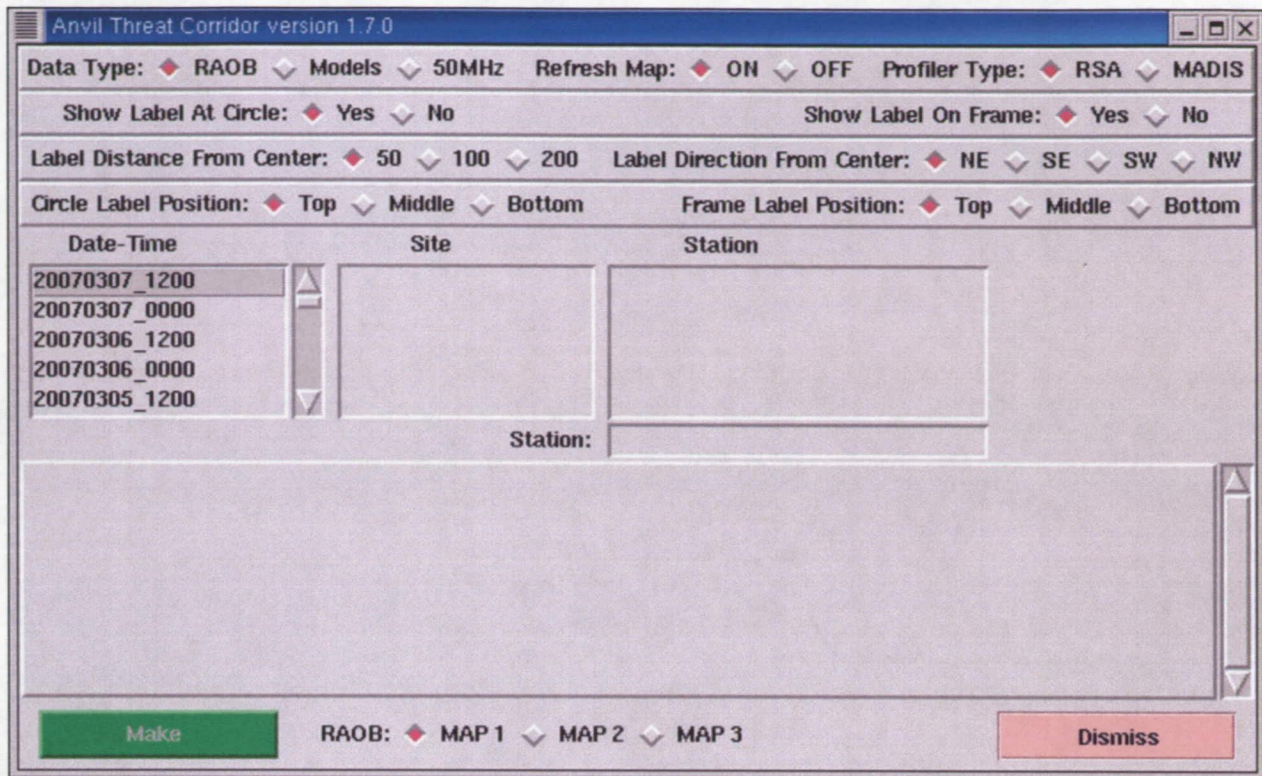 Anvil Threat Corridor version 1.7.0
Data Type: RAOB Models 50MHz Refresh Map: ON OFF Profiler Type: RSA MADIS
Show Label At Circle: Yes No Show Label On Frame: Yes No
Label Distance From Center: 50 100 200 Label Direction From Center: NE SE SW NW
Circle Label Position: Top Middle Bottom Frame Label Position: Top Middle Bottom
Date-Time Site Station
20070307_1200
20070307_0000
20070306_1200
20070306_0000
20070305_1200
Station:
Make RAOB: MAP 1 MAP 2 MAP 3 Dismiss